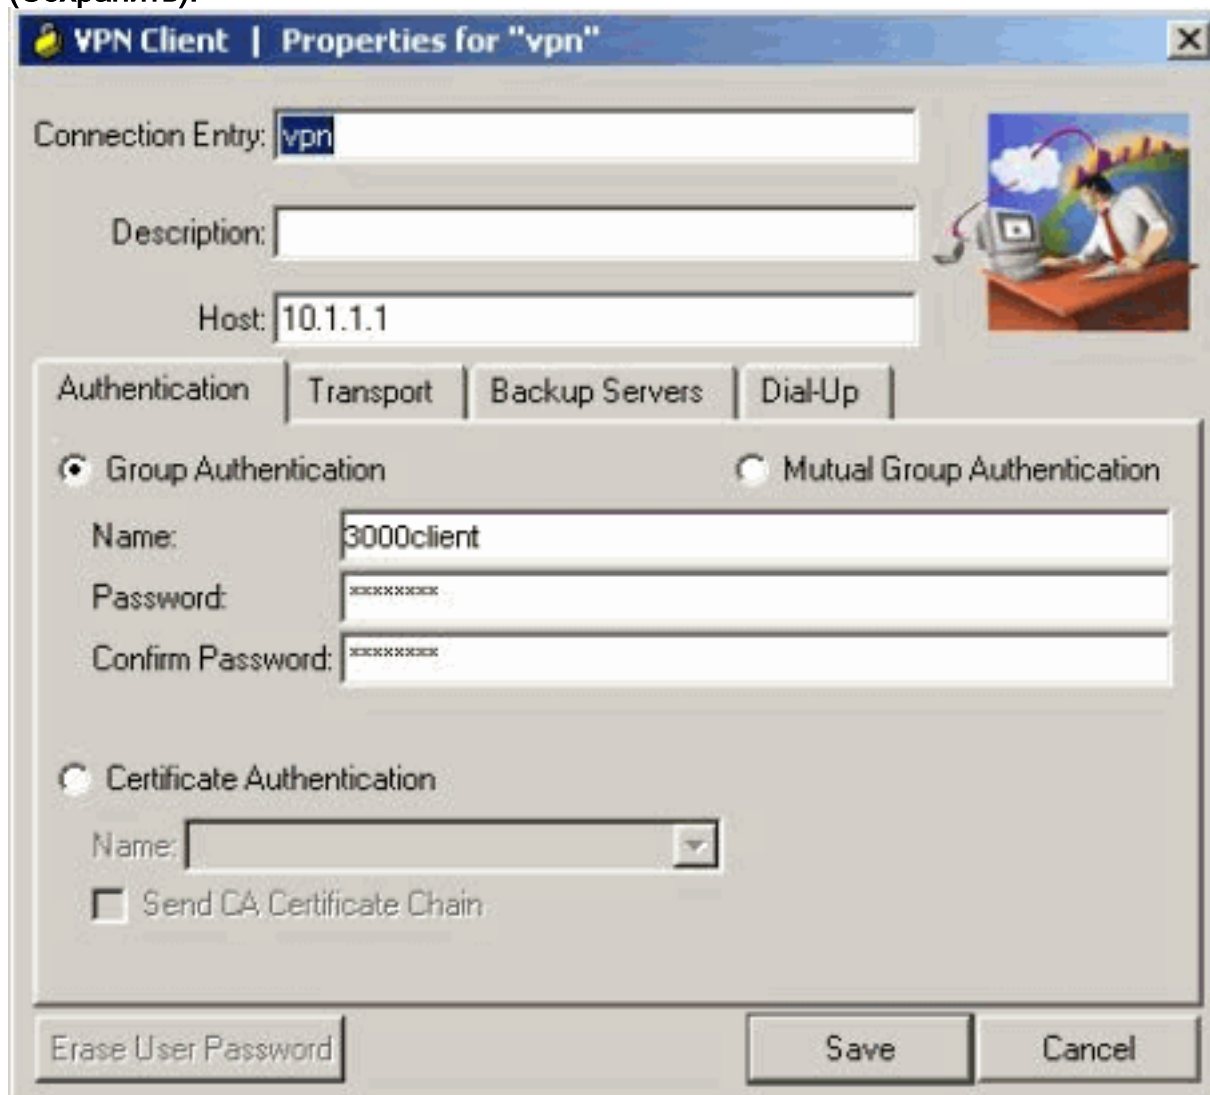 (Сохранить).
VPN Client | Properties for "vpn"
Connection Entry: vpn
Description:
Host: 10.1.1.1
Authentication Transport Backup Servers Dial-Up
Group Authentication Mutual Group Authentication
Name: 3000client
Password: ********
Confirm Password: ********
Certificate Authentication
Name:
Send CA Certificate Chain
Erase User Password Save Cancel